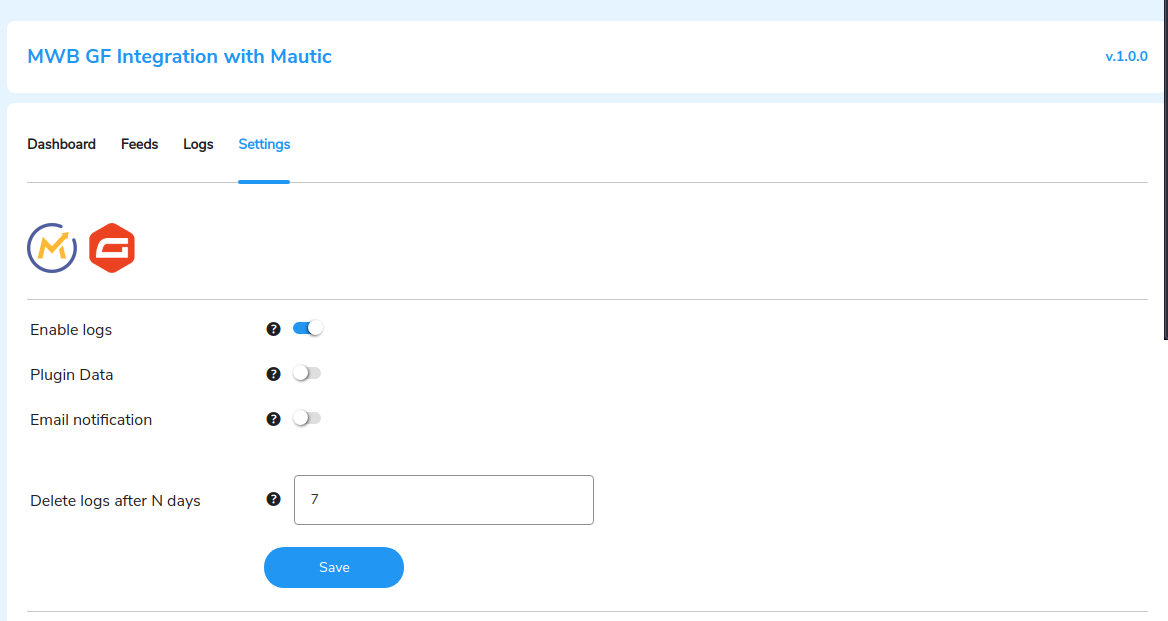 MWB GF Integration with Mautic
v.1.0.0
Dashboard Feeds Logs Settings
Enable logs ?
Plugin Data ?
Email notification ?
Delete logs after N days ? 7
Save